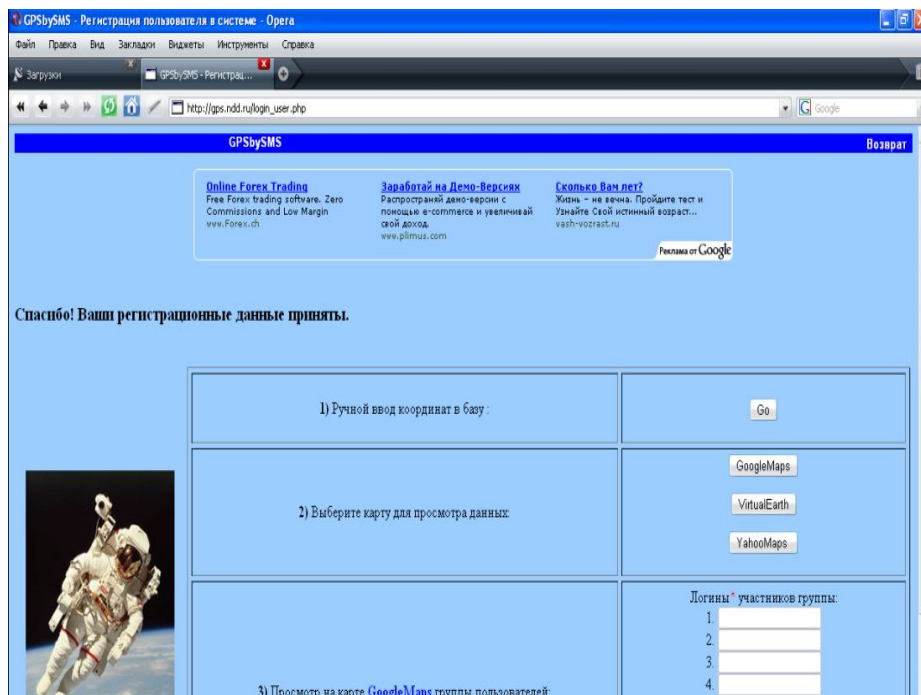 GPSbySMS - Регистрация пользователя в системе - Opera
Файл Правка Вид Закладки Виджеты Инструменты Справка
Загрузки
GPSbySMS - Регистрац...
http://gps.ndd.ru/login_user.php
Google
GPSbySMS
Возврат
Online Forex Trading
Free Forex trading software. Zero
Commissions and Low Margin
www.Forex.ch
Заработай на Демо-Версиях
Распространяй демо-версии с
помощью e-commerce и увеличивай
свой доход.
www.plimus.com
Сколько Вам лет?
Жизнь - не вечна. Пройдите тест и
Узнайте Свой истинный возраст...
vash-vozrast.ru
Реклама от Google
Спасибо! Ваши регистрационные данные приняты.
1) Ручной ввод координат в базу :
Go
2) Выберите карту для просмотра данных:
GoogleMaps
VirtualEarth
YahooMaps
Логины* участников группы:
1.
2.
3.
4.
3) Просмотр на карте GoogleMaps группы пользователей: